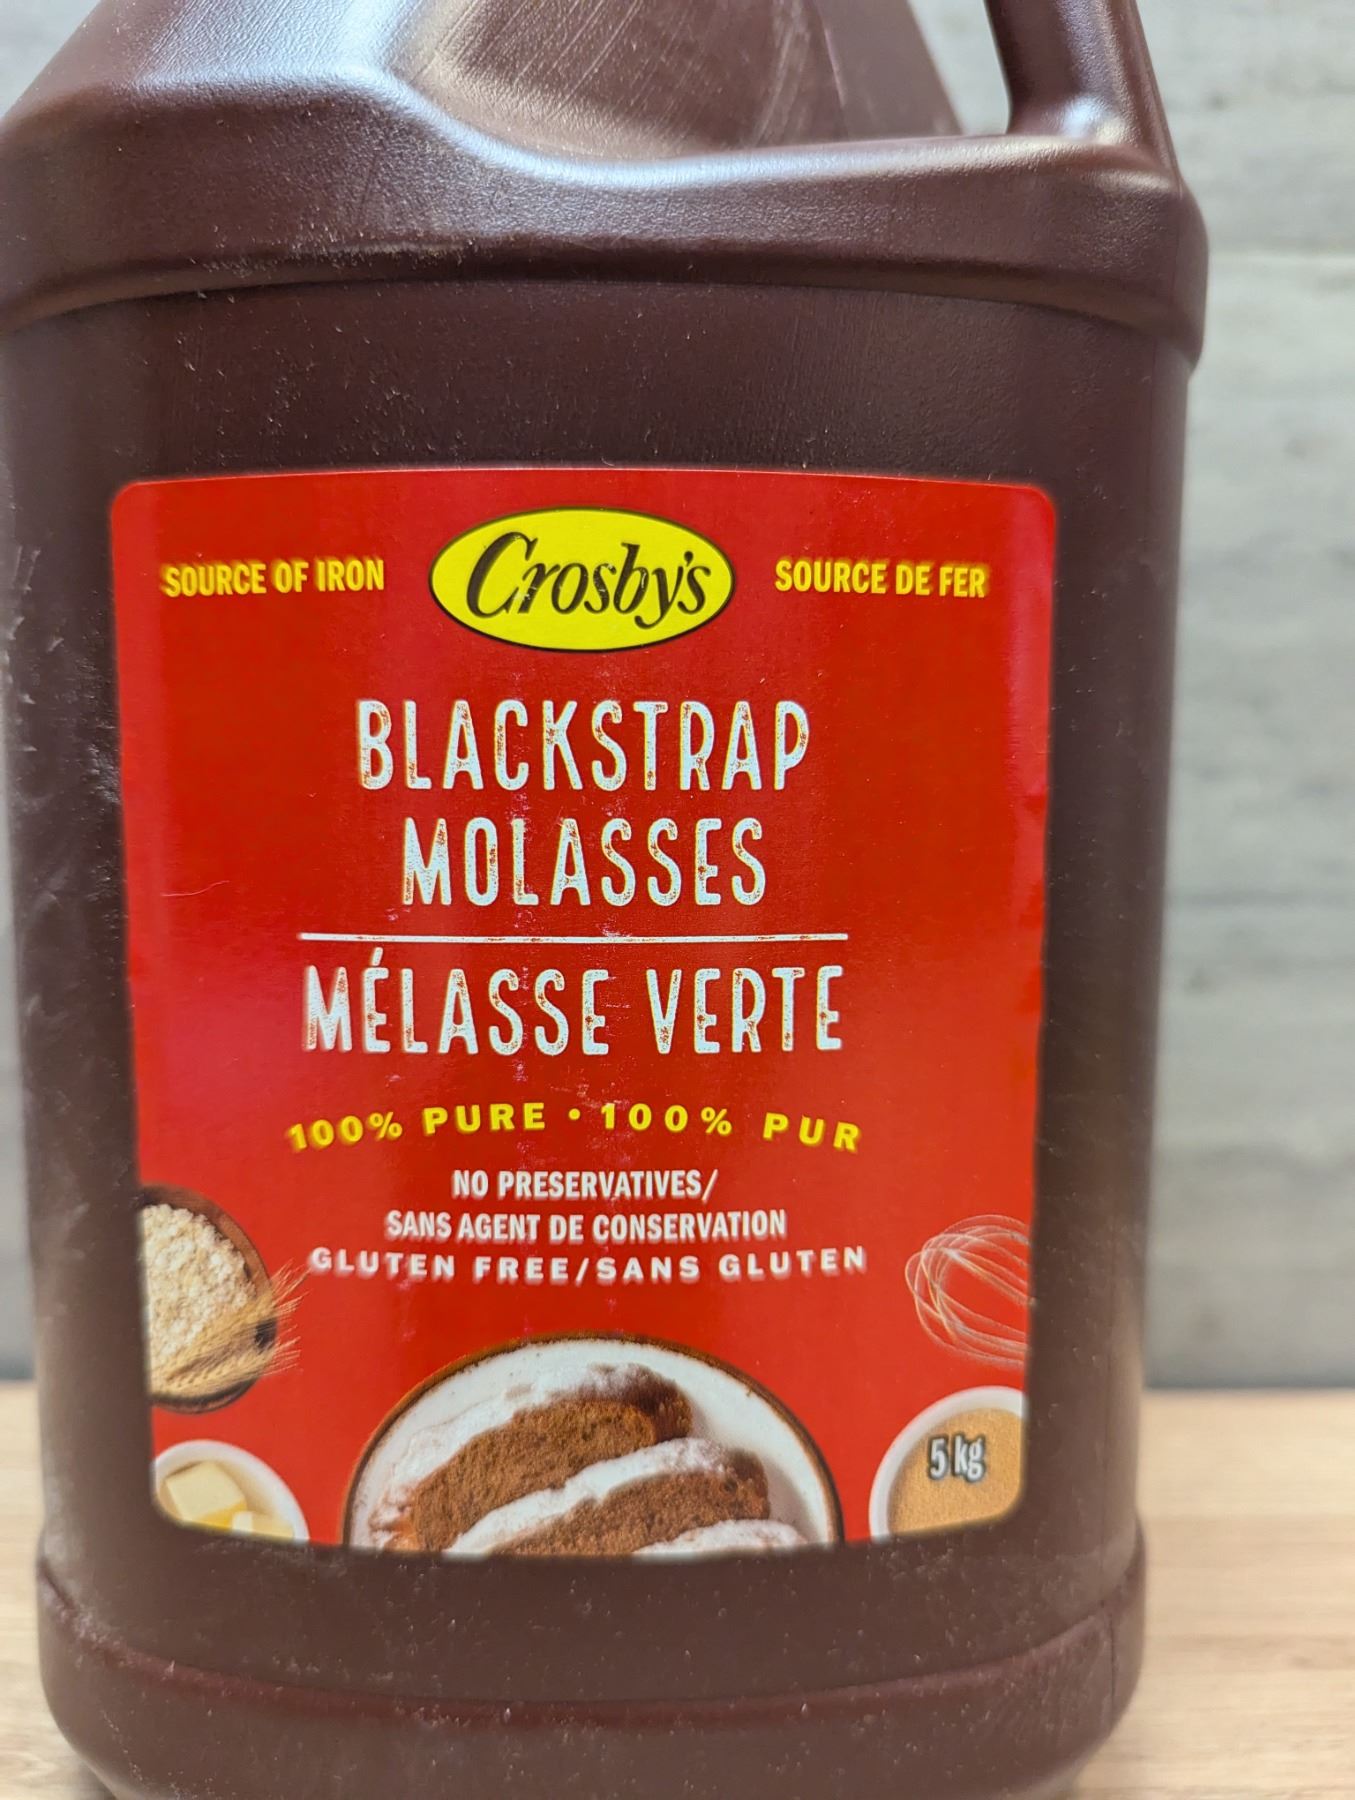 SOURCE OF IRON
Crosby's
SOURCE DE FER
BLACKSTRAP
MOLASSES
MÉLASSE VERTE
100% PURE • 100% PUR
NO PRESERVATIVES/
SANS AGENT DE CONSERVATION
GLUTEN FREE/SANS GLUTEN
5 kg